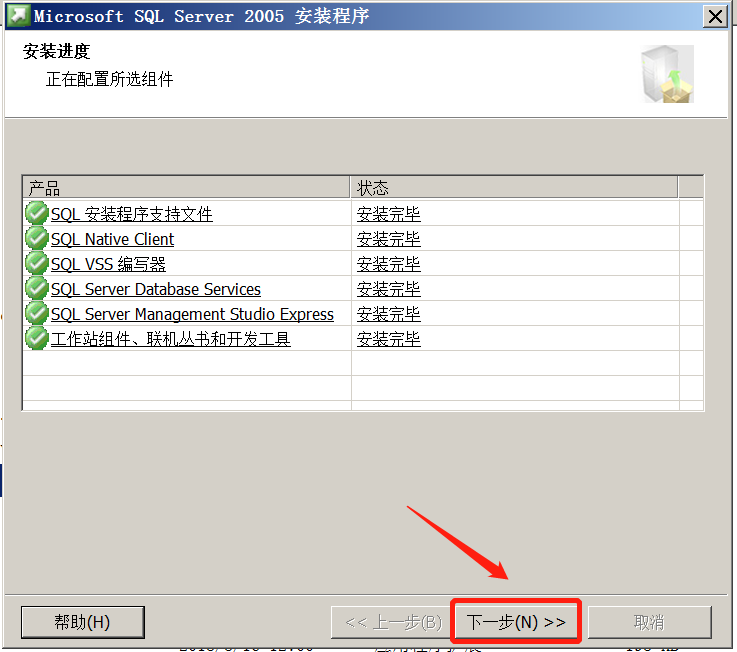 Microsoft SQL Server 2005 安装程序
安装进度
正在配置所选组件
产品 状态
SQL 安装程序支持文件 安装完毕
SQL Native Client 安装完毕
SQL VSS 编写器 安装完毕
SQL Server Database Services 安装完毕
SQL Server Management Studio Express 安装完毕
工作站组件、联机丛书和开发工具 安装完毕
帮助(H) << 上一步(B) 下一步(N) >> 取消